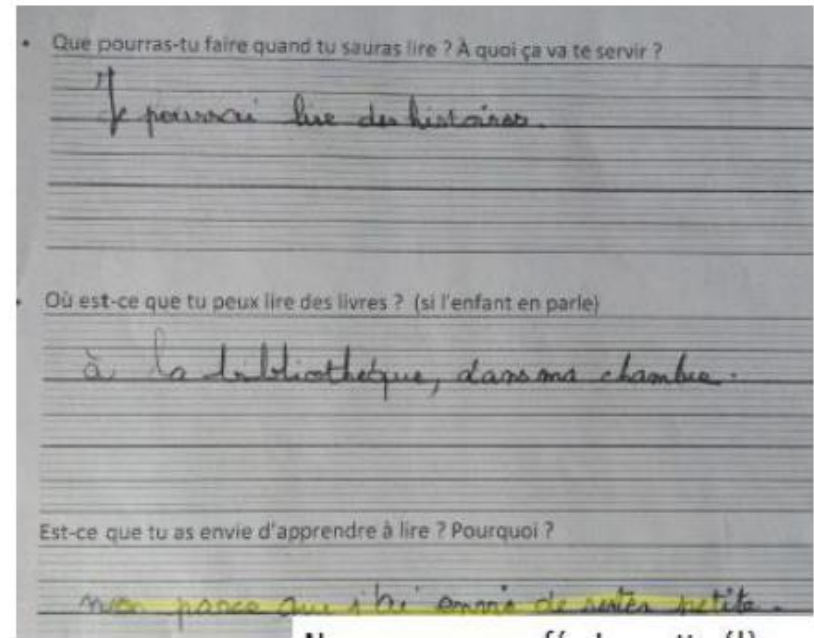 • Que pourras-tu faire quand tu sauras lire ? À quoi ça va te servir ?
Je pourrai lire des histoires.
• Où est-ce que tu peux lire des livres ? (si l'enfant en parle)
à la bibliothèque, dans ma chambre.
Est-ce que tu as envie d'apprendre à lire ? Pourquoi ?
non parce que de rester petite.